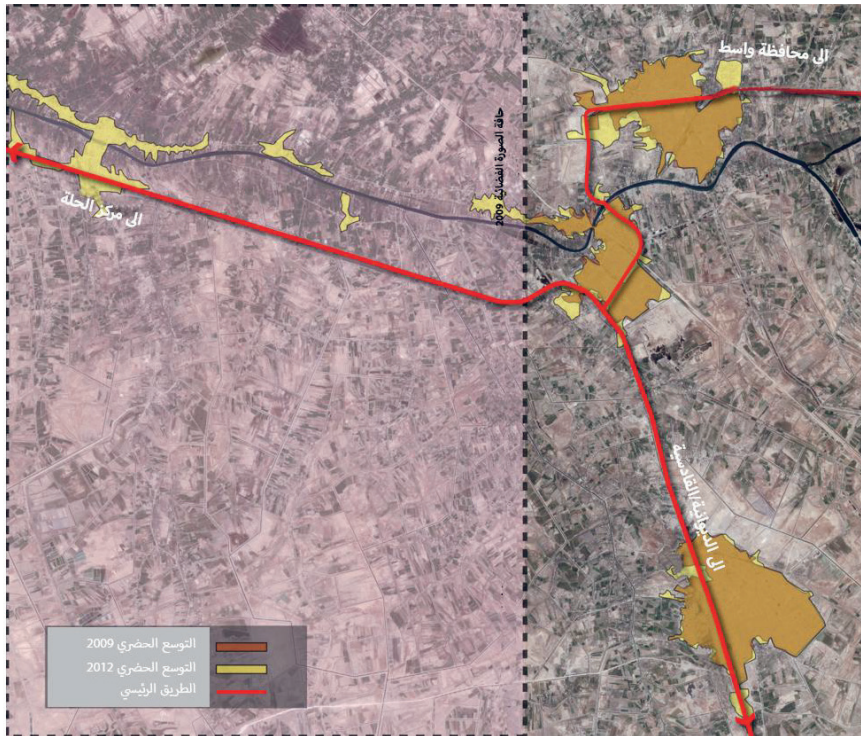 الى محافظة واسط
حافة الصورة الفضائية 2009
الى مركز الحلة
الى الديوانية/القادسية
التوسع الحضري 2009
التوسع الحضري 2012
الطريق الرئيسي